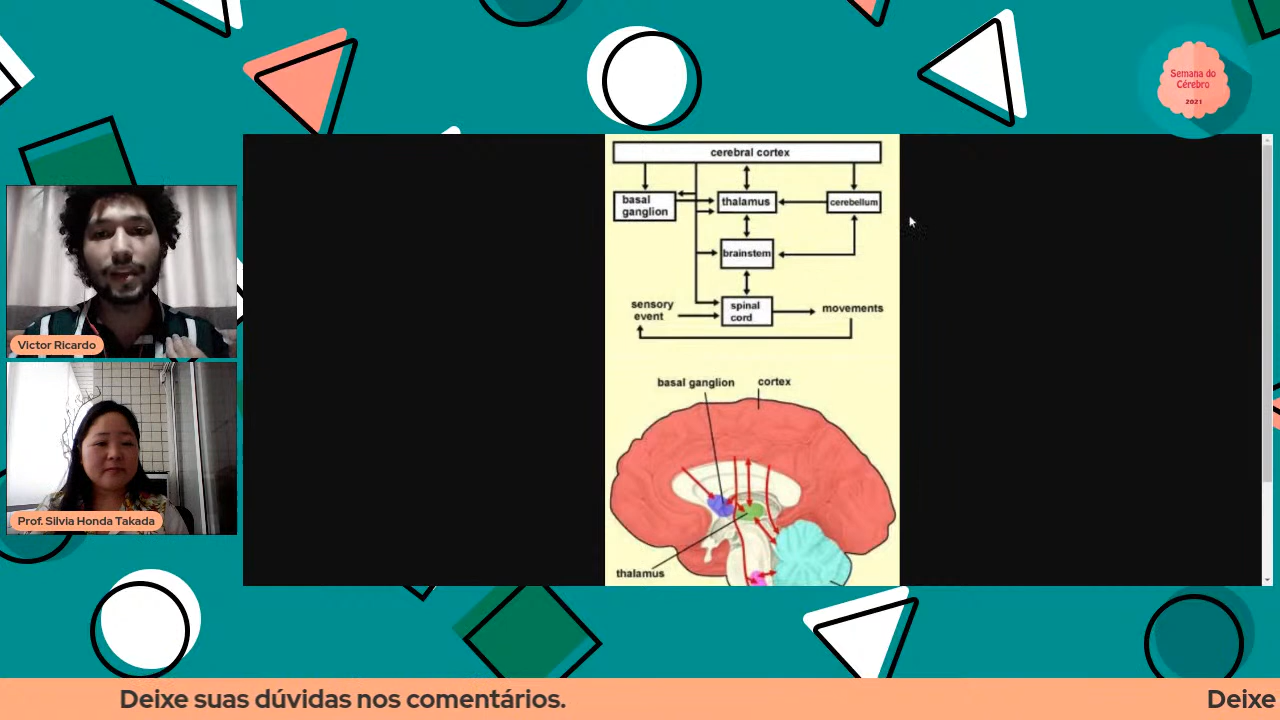 Semana do
Cérebro
2021
cerebral cortex
basal
ganglion
thalamus
cerebellum
brainstem
sensory
event
spinal
cord
movements
basal ganglion
cortex
thalamus
Victor Ricardo
Prof. Silvia Honda Takada
Deixe suas dúvidas nos comentários.
Deixe